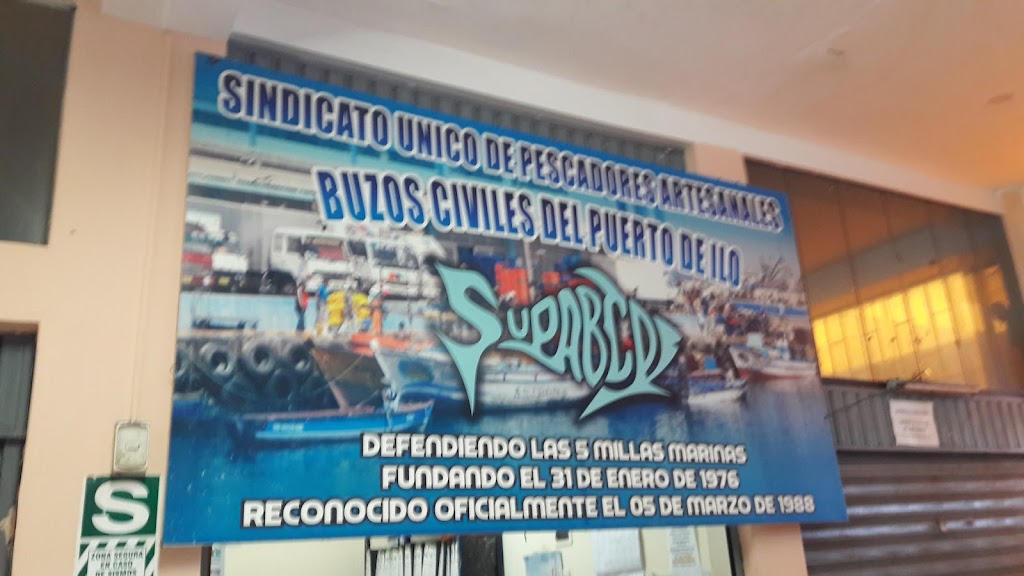 SINDICATO UNICO DE PESCADORES ARTESANALES
BUZOS CIVILES DEL PUERTO DE ILO
SUPABCPI
DEFENDIENDO LAS 5 MILLAS MARINAS
FUNDANDO EL 31 DE ENERO DE 1976
RECONOCIDO OFICIALMENTE EL 05 DE MARZO DE 1988
S
ZONA SEGURA
EN CASO
DE SISMOS